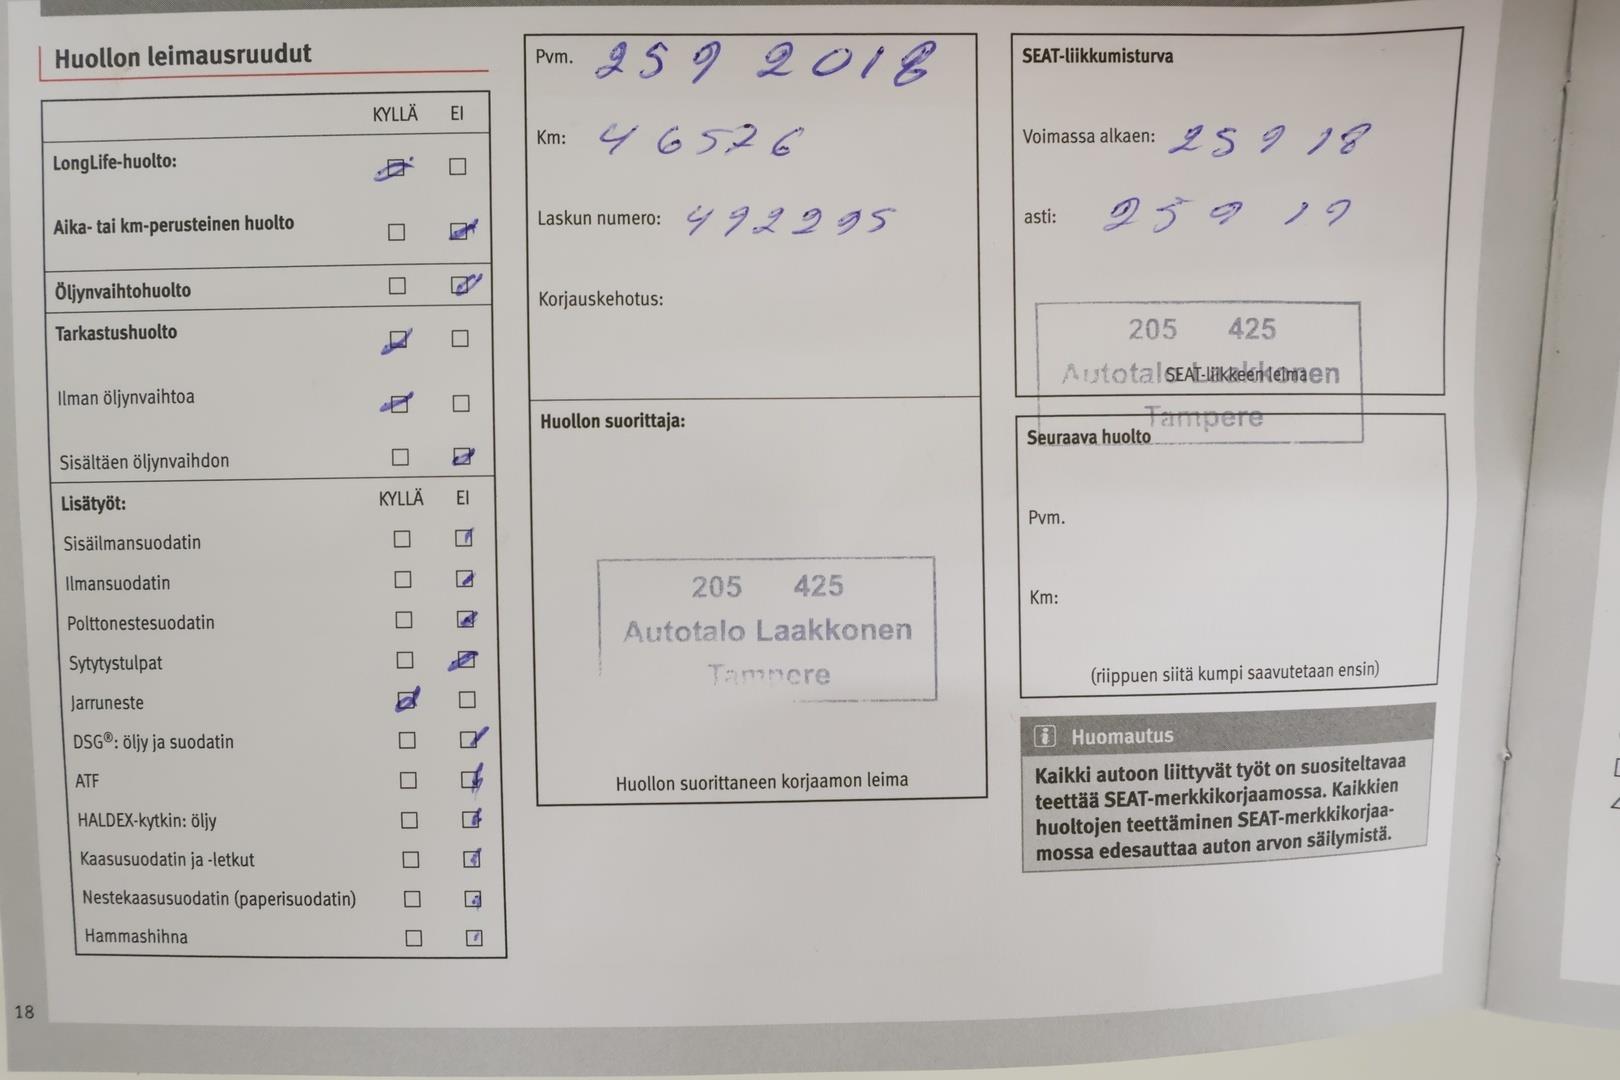 Huollon leimausruudut
KYLLÄ EI
LongLife-huolto:
Aika- tai km-perusteinen huolto
Öljynvaihtohuolto
Tarkastushuolto
Ilman öljynvaihtoa
Sisältäen öljynvaihdon
Lisätyöt: KYLLÄ EI
Sisäilmansuodatin
Ilmansuodatin
Polttonestesuodatin
Sytytystulpat
Jarruneste
DSG®: öljy ja suodatin
ATF
HALDEX-kytkin: öljy
Kaasusuodatin ja -letkut
Nestekaasusuodatin (paperisuodatin)
Hammashihna
18
Pvm. 25 9 2018
Km: 46526
Laskun numero: 492295
Korjauskehotus:
Huollon suorittaja:
205 425
Autotalo Laakkonen
Tampere
Huollon suorittaneen korjaamon leima
SEAT-liikkumisturva
Voimassa alkaen: 25 9 18
asti: 25 9 19
205 425
Autotalo Laakkonen
SEAT-liikkeen leima
Tampere
Seuraava huolto
Pvm.
Km:
(riippuen siitä kumpi saavutetaan ensin)
Huomautus
Kaikki autoon liittyvät työt on suositeltavaa
teettää SEAT-merkkikorjaamossa. Kaikkien
huoltojen teettäminen SEAT-merkkikorjaa-
mossa edesauttaa auton arvon säilymistä.